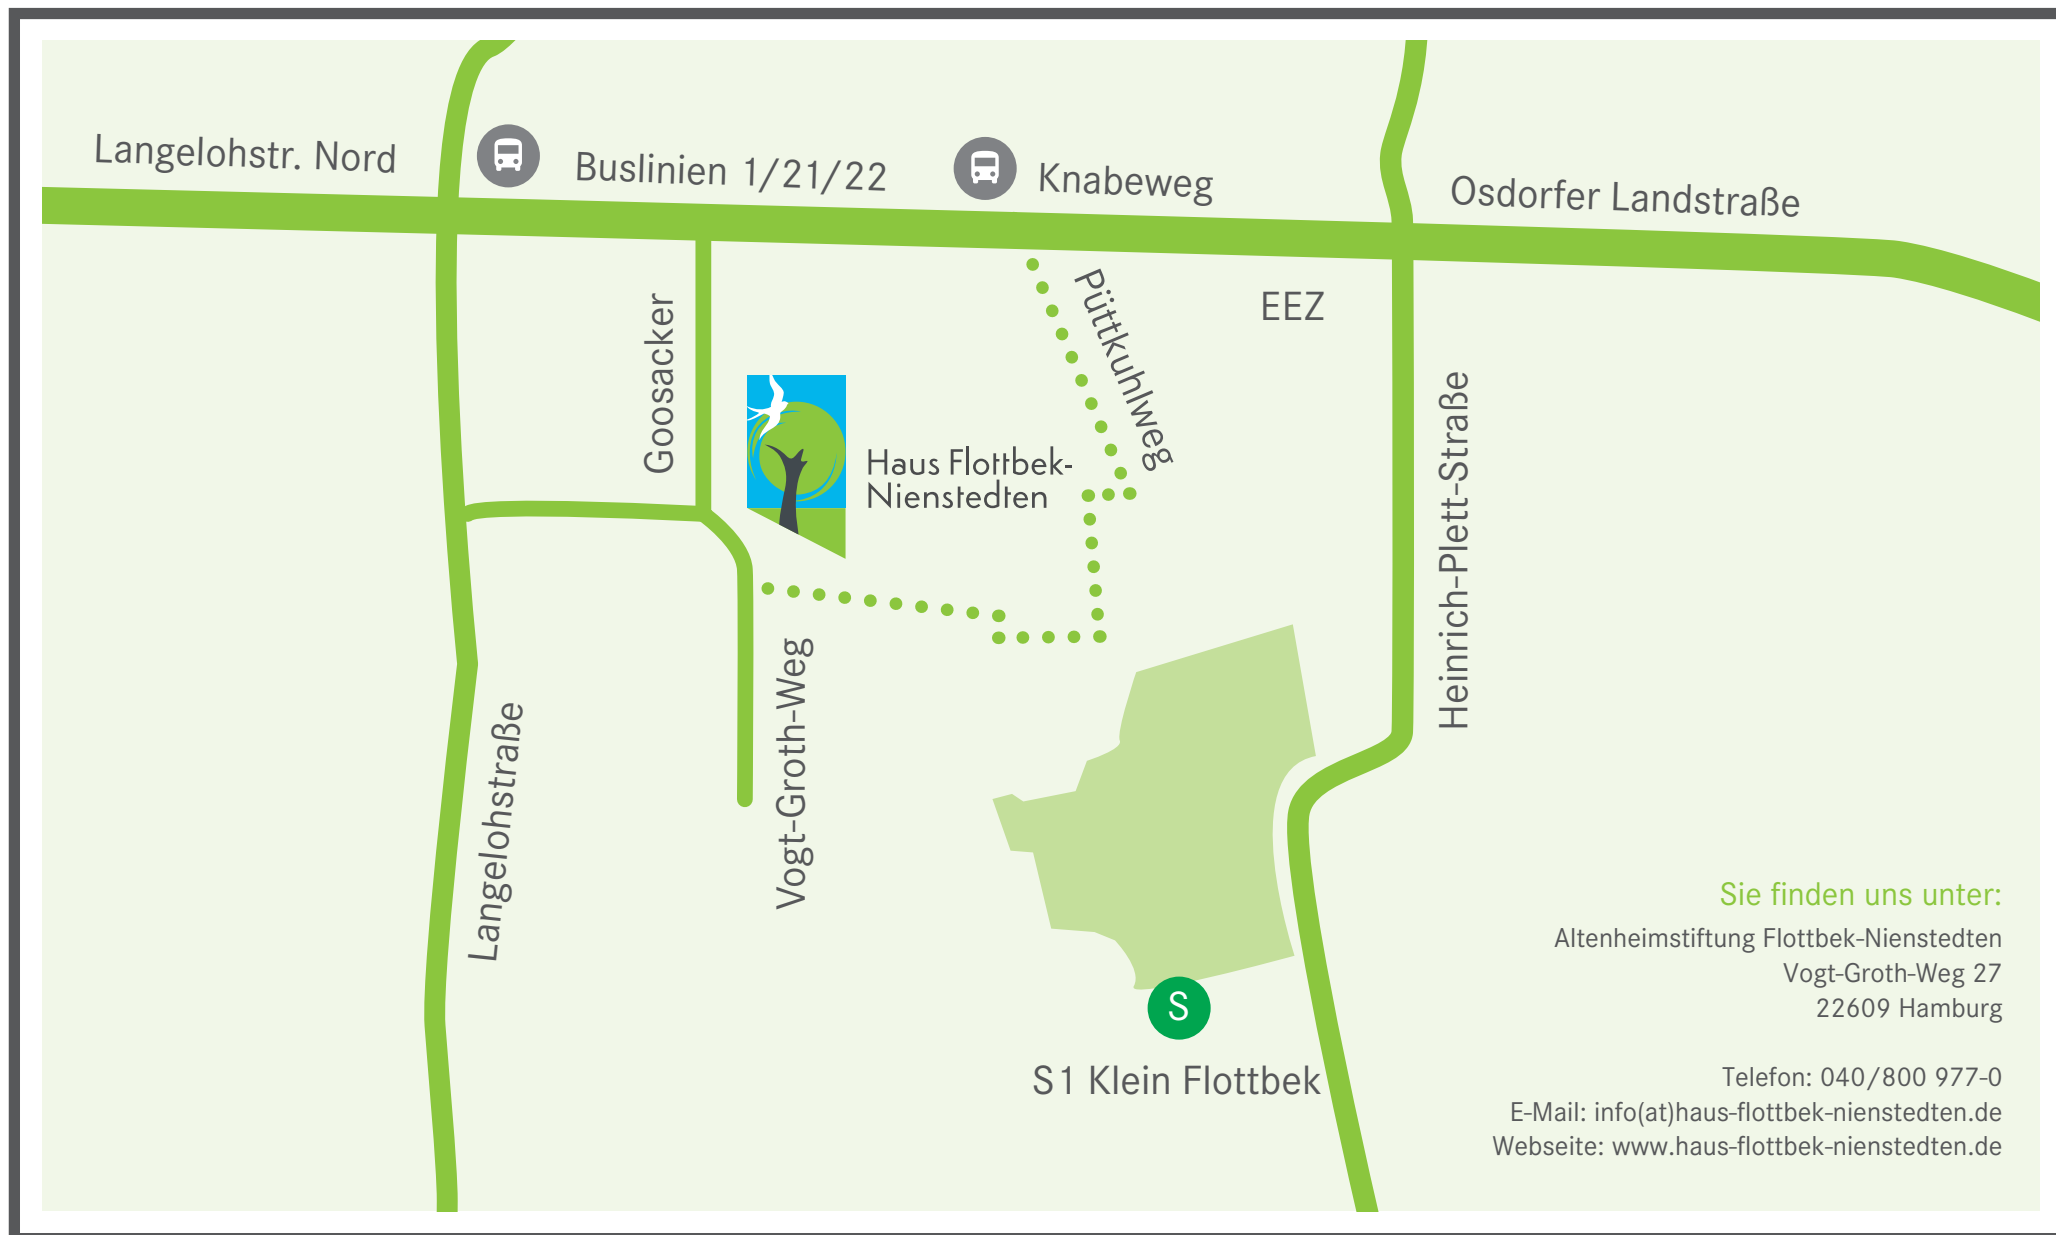 Langelohstr. Nord
Buslinien 1/21/22
Knabeweg
Osdorfer Landstraße
Goosacker
Püttkuhlweg
EEZ
Haus Flottbek-
Nienstedten
Heinrich-Plett-Straße
Langelohstraße
Vogt-Groth-Weg
S
S1 Klein Flottbek
Sie finden uns unter:
Altenheimstiftung Flottbek-Nienstedten
Vogt-Groth-Weg 27
22609 Hamburg
Telefon: 040/800 977-0
E-Mail: info(at)haus-flottbek-nienstedten.de
Webseite: www.haus-flottbek-nienstedten.de